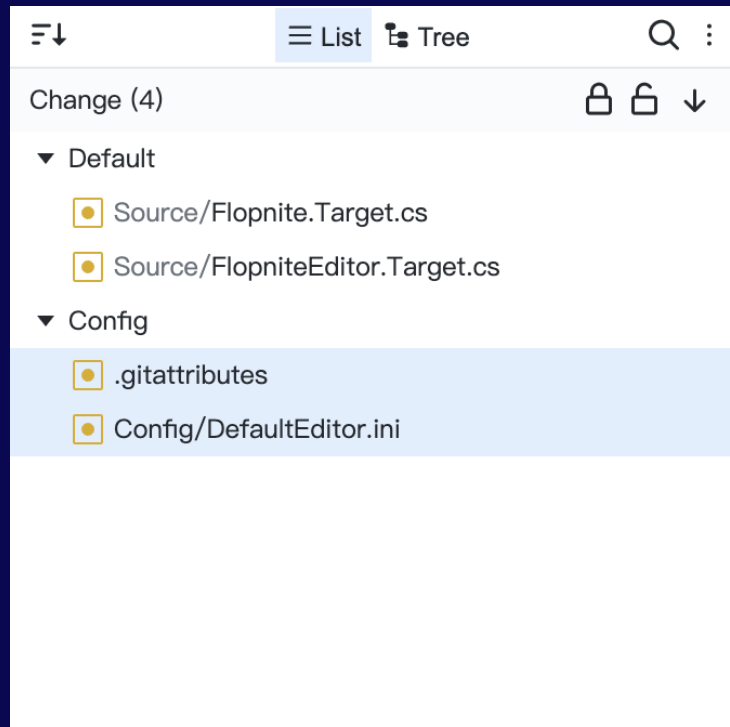 List Tree
Change (4)
Default
Source/Flopnite.Target.cs
Source/FlopniteEditor.Target.cs
Config
.gitattributes
Config/DefaultEditor.ini